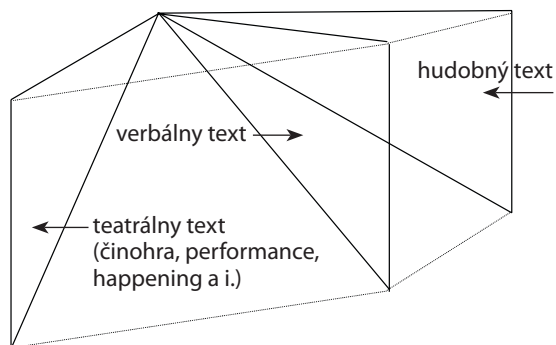 hudobný text
verbálny text
teatrálny text
(činohra, performance,
happening a i.)